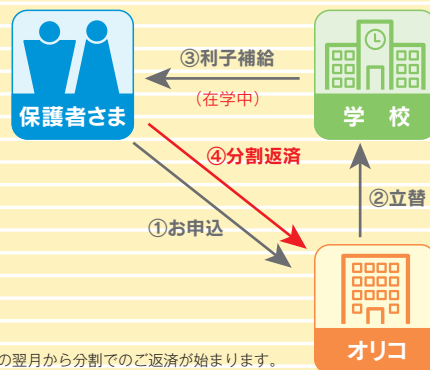 ③利子補給
（在学中）
保護者さま
学 校
④分割返済
②立替
①お申込
オリコ
の翌月から分割でのご返済が始まります。